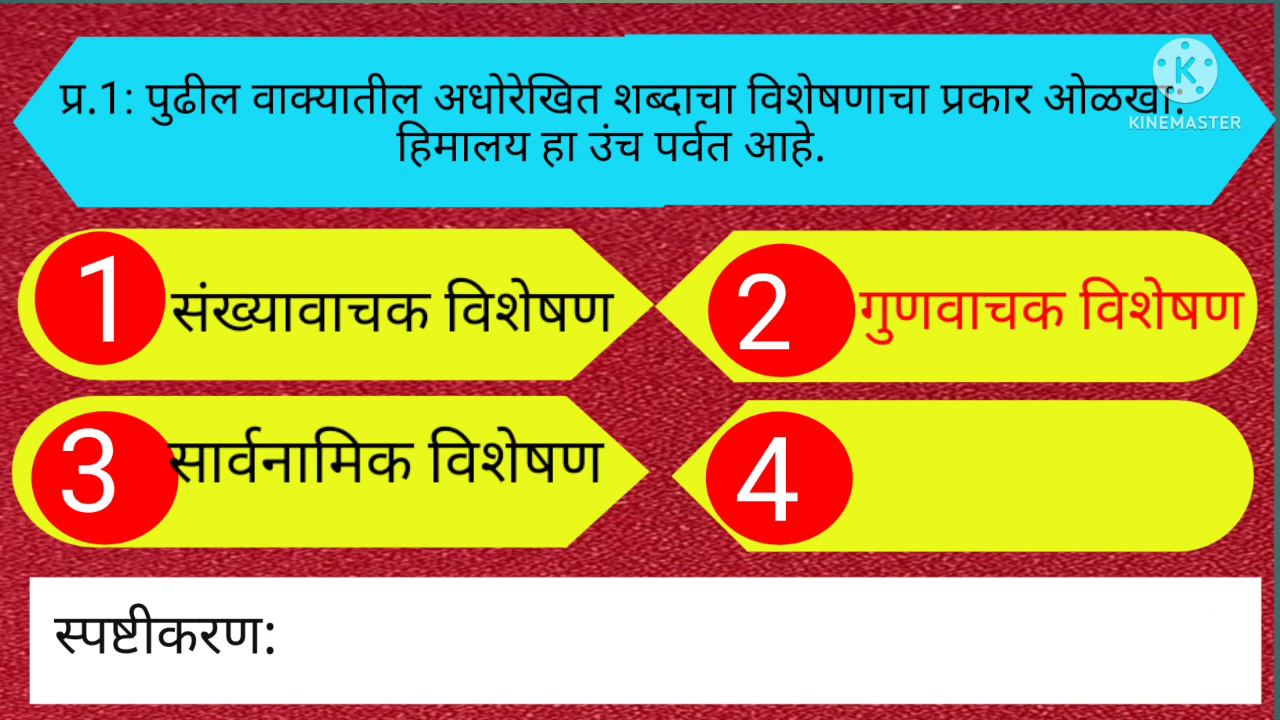 प्र.1: पुढील वाक्यातील अधोरेखित शब्दाचा विशेषणाचा प्रकार ओळखा.
हिमालय हा उंच पर्वत आहे.
K
KINEMASTER
1 संख्यावाचक विशेषण
2 गुणवाचक विशेषण
3 सार्वनामिक विशेषण
4
स्पष्टीकरण: